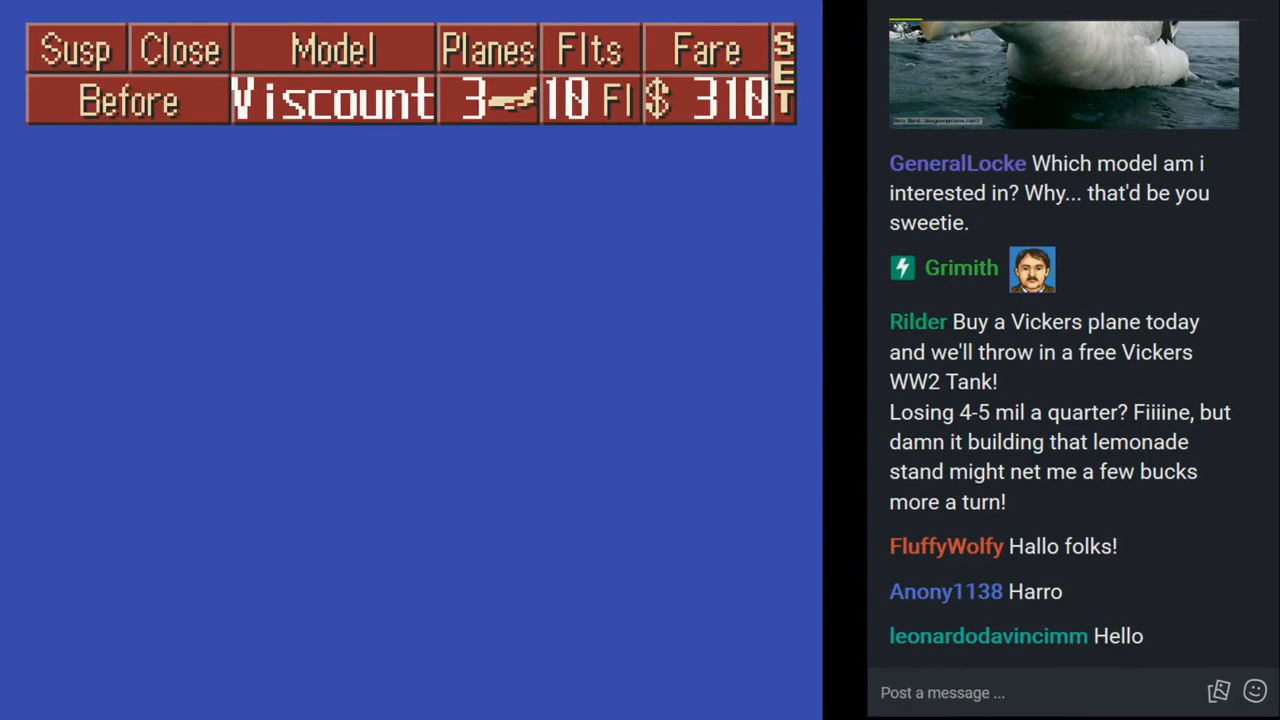 Susp Close Model Planes Flts Fare SET
Before Viscount 3 10 Fl $ 310
GeneralLocke Which model am i
interested in? Why... that'd be you
sweetie.
Grimith
Rilder Buy a Vickers plane today
and we'll throw in a free Vickers
WW2 Tank!
Losing 4-5 mil a quarter? Fiiiine, but
damn it building that lemonade
stand might net me a few bucks
more a turn!
FluffyWolfy Hallo folks!
Anony1138 Harro
leonardodavincimm Hello
Post a message ...